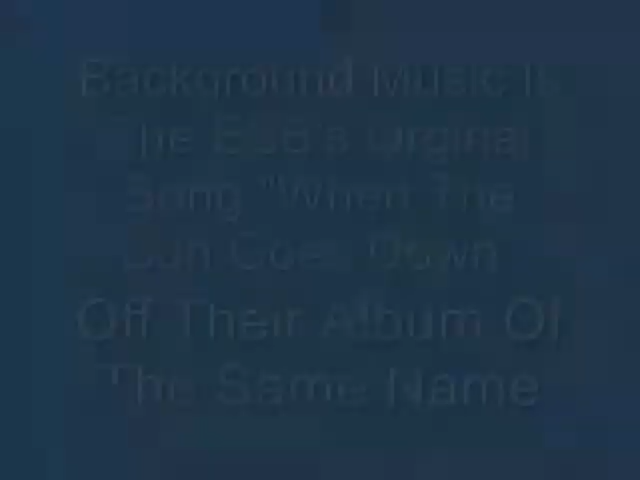 Background Music Is
The Original
Song "When The
Sun Goes Down
Off Their Album Of
The Same Name